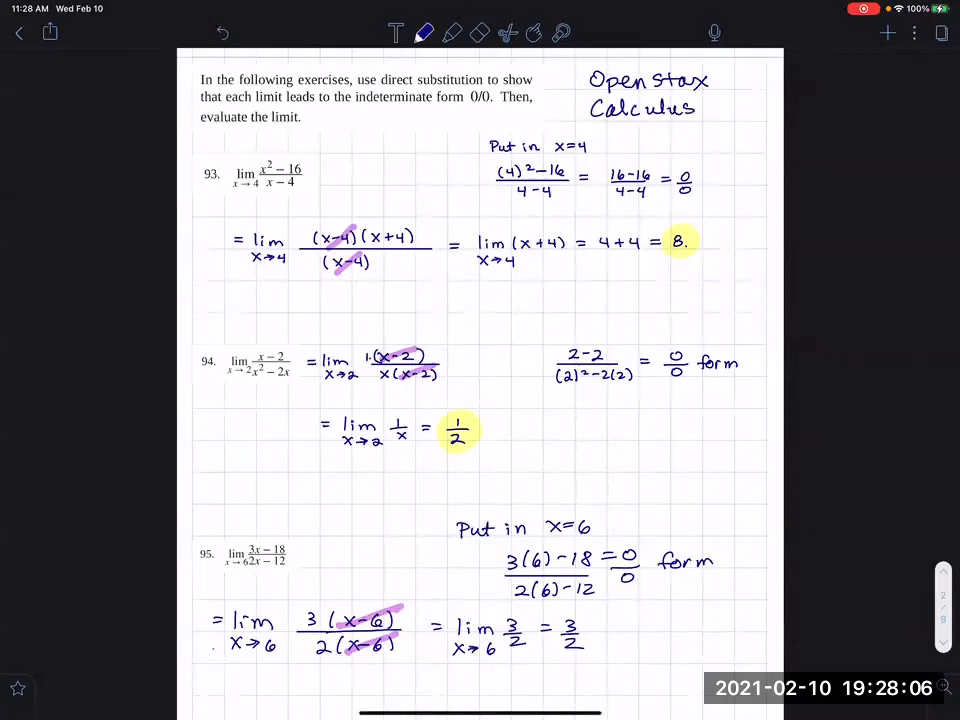 11:28 AM Wed Feb 10
100%
In the following exercises, use direct substitution to show
that each limit leads to the indeterminate form 0/0. Then,
evaluate the limit.
Open Stax
Calculus
Put in x=4
93. lim x→4 (x² − 16)/(x − 4)
((4)²−16)/(4−4) = (16−16)/(4−4) = 0/0
= lim x→4 ((x−4)(x+4))/(x−4) = lim x→4 (x+4) = 4+4 = 8.
94. lim x→2 (x − 2)/(x² − 2x) = lim x→2 (1·(x−2))/(x(x−2))
(2−2)/((2)²−2(2)) = 0/0 form
= lim x→2 1/x = 1/2
Put in x=6
95. lim x→6 (3x − 18)/(2x − 12)
(3(6)−18)/(2(6)−12) = 0/0 form
= lim x→6 (3(x−6))/(2(x−6)) = lim x→6 3/2 = 3/2
2
/
9
2021-02-10 19:28:06